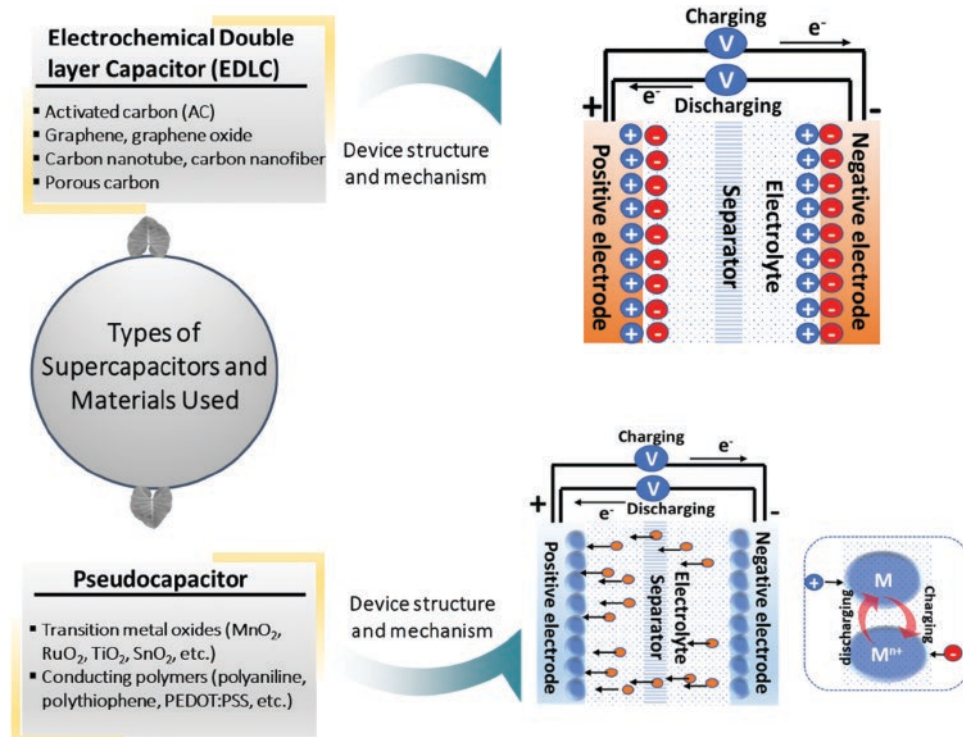 Electrochemical Double
layer Capacitor (EDLC)
▪ Activated carbon (AC)
▪ Graphene, graphene oxide
▪ Carbon nanotube, carbon nanofiber
▪ Porous carbon
Device structure
and mechanism
Charging
V
e⁻
V
e⁻
Discharging
+
-
Positive electrode
Separator
Electrolyte
Negative electrode
+ - + -
+ - + -
+ - + -
+ - + -
+ - + -
+ - + -
+ - + -
+ - + -
+ - + -
Types of
Supercapacitors and
Materials Used
Pseudocapacitor
▪ Transition metal oxides (MnO₂,
RuO₂, TiO₂, SnO₂, etc.)
▪ Conducting polymers (polyaniline,
polythiophene, PEDOT:PSS, etc.)
Device structure
and mechanism
Charging
V
e⁻
V
e⁻
Discharging
+
-
Positive electrode
Separator
Electrolyte
Negative electrode
+
M
discharging
Charging
Mⁿ⁺
-